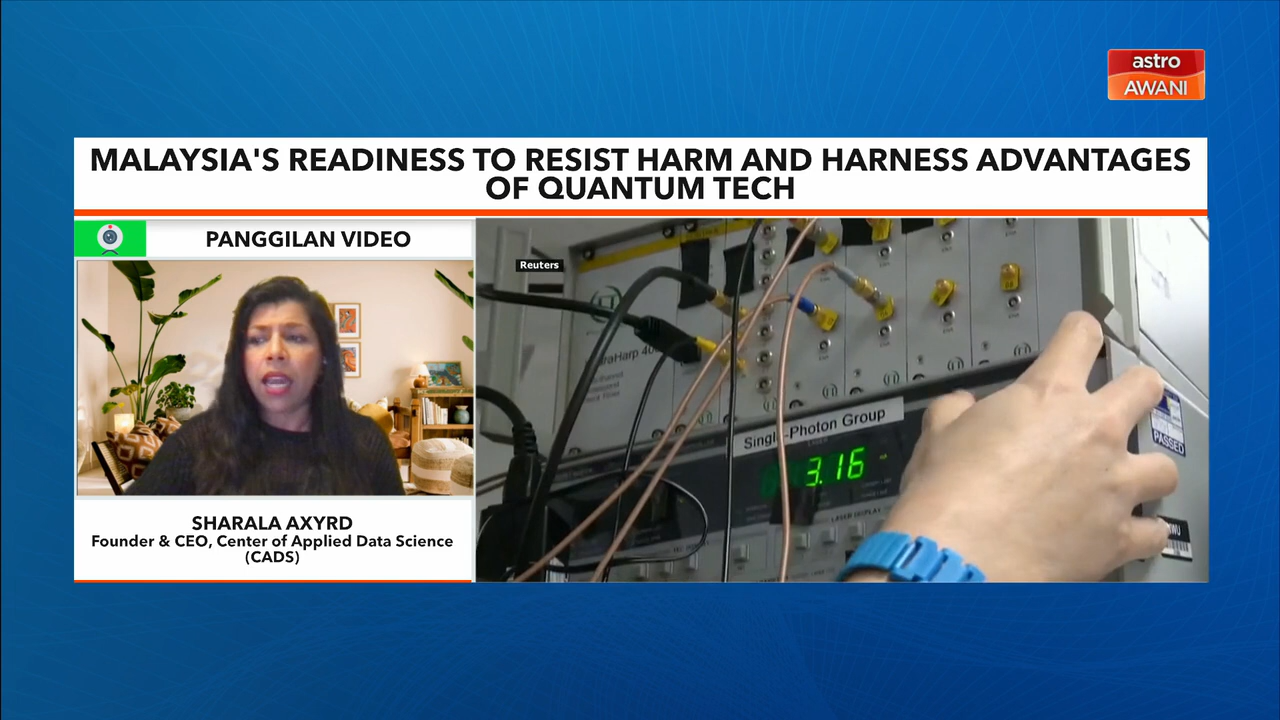 astro
AWANI
MALAYSIA'S READINESS TO RESIST HARM AND HARNESS ADVANTAGES
OF QUANTUM TECH
PANGGILAN VIDEO
Reuters
Single-Photon Group
3.16
PASSED
SHARALA AXYRD
Founder & CEO, Center of Applied Data Science
(CADS)